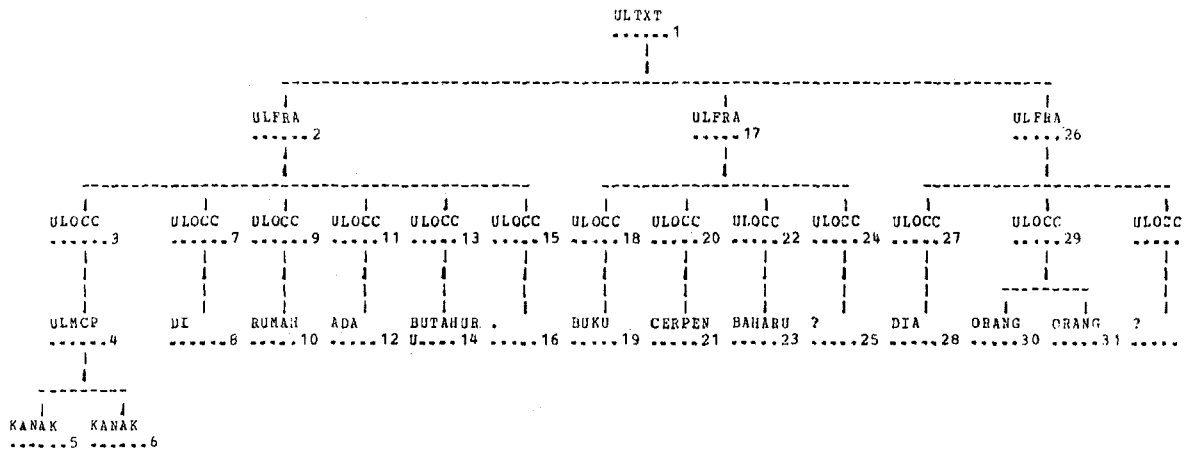 ULTXT
......1
ULFRA ULFRA ULFRA
......2 ......17 ......26
ULOCC ULOCC ULOCC ULOCC ULOCC ULOCC ULOCC ULOCC ULOCC ULOCC ULOCC ULOCC ULOCC
......3 ......7 ......9 ......11 ......13 ......15 ......18 ......20 ......22 ......24 ......27 ......29 ......
ULMCP DI RUMAH ADA BUTAHUR . BUKU CERPEN BAHARU ? DIA ORANG ORANG ?
......4 ......8 ......10 ......12 U.....14 ......16 ......19 ......21 ......23 ......25 ......28 ......30 ......31 ......
KANAK KANAK
......5 ......6